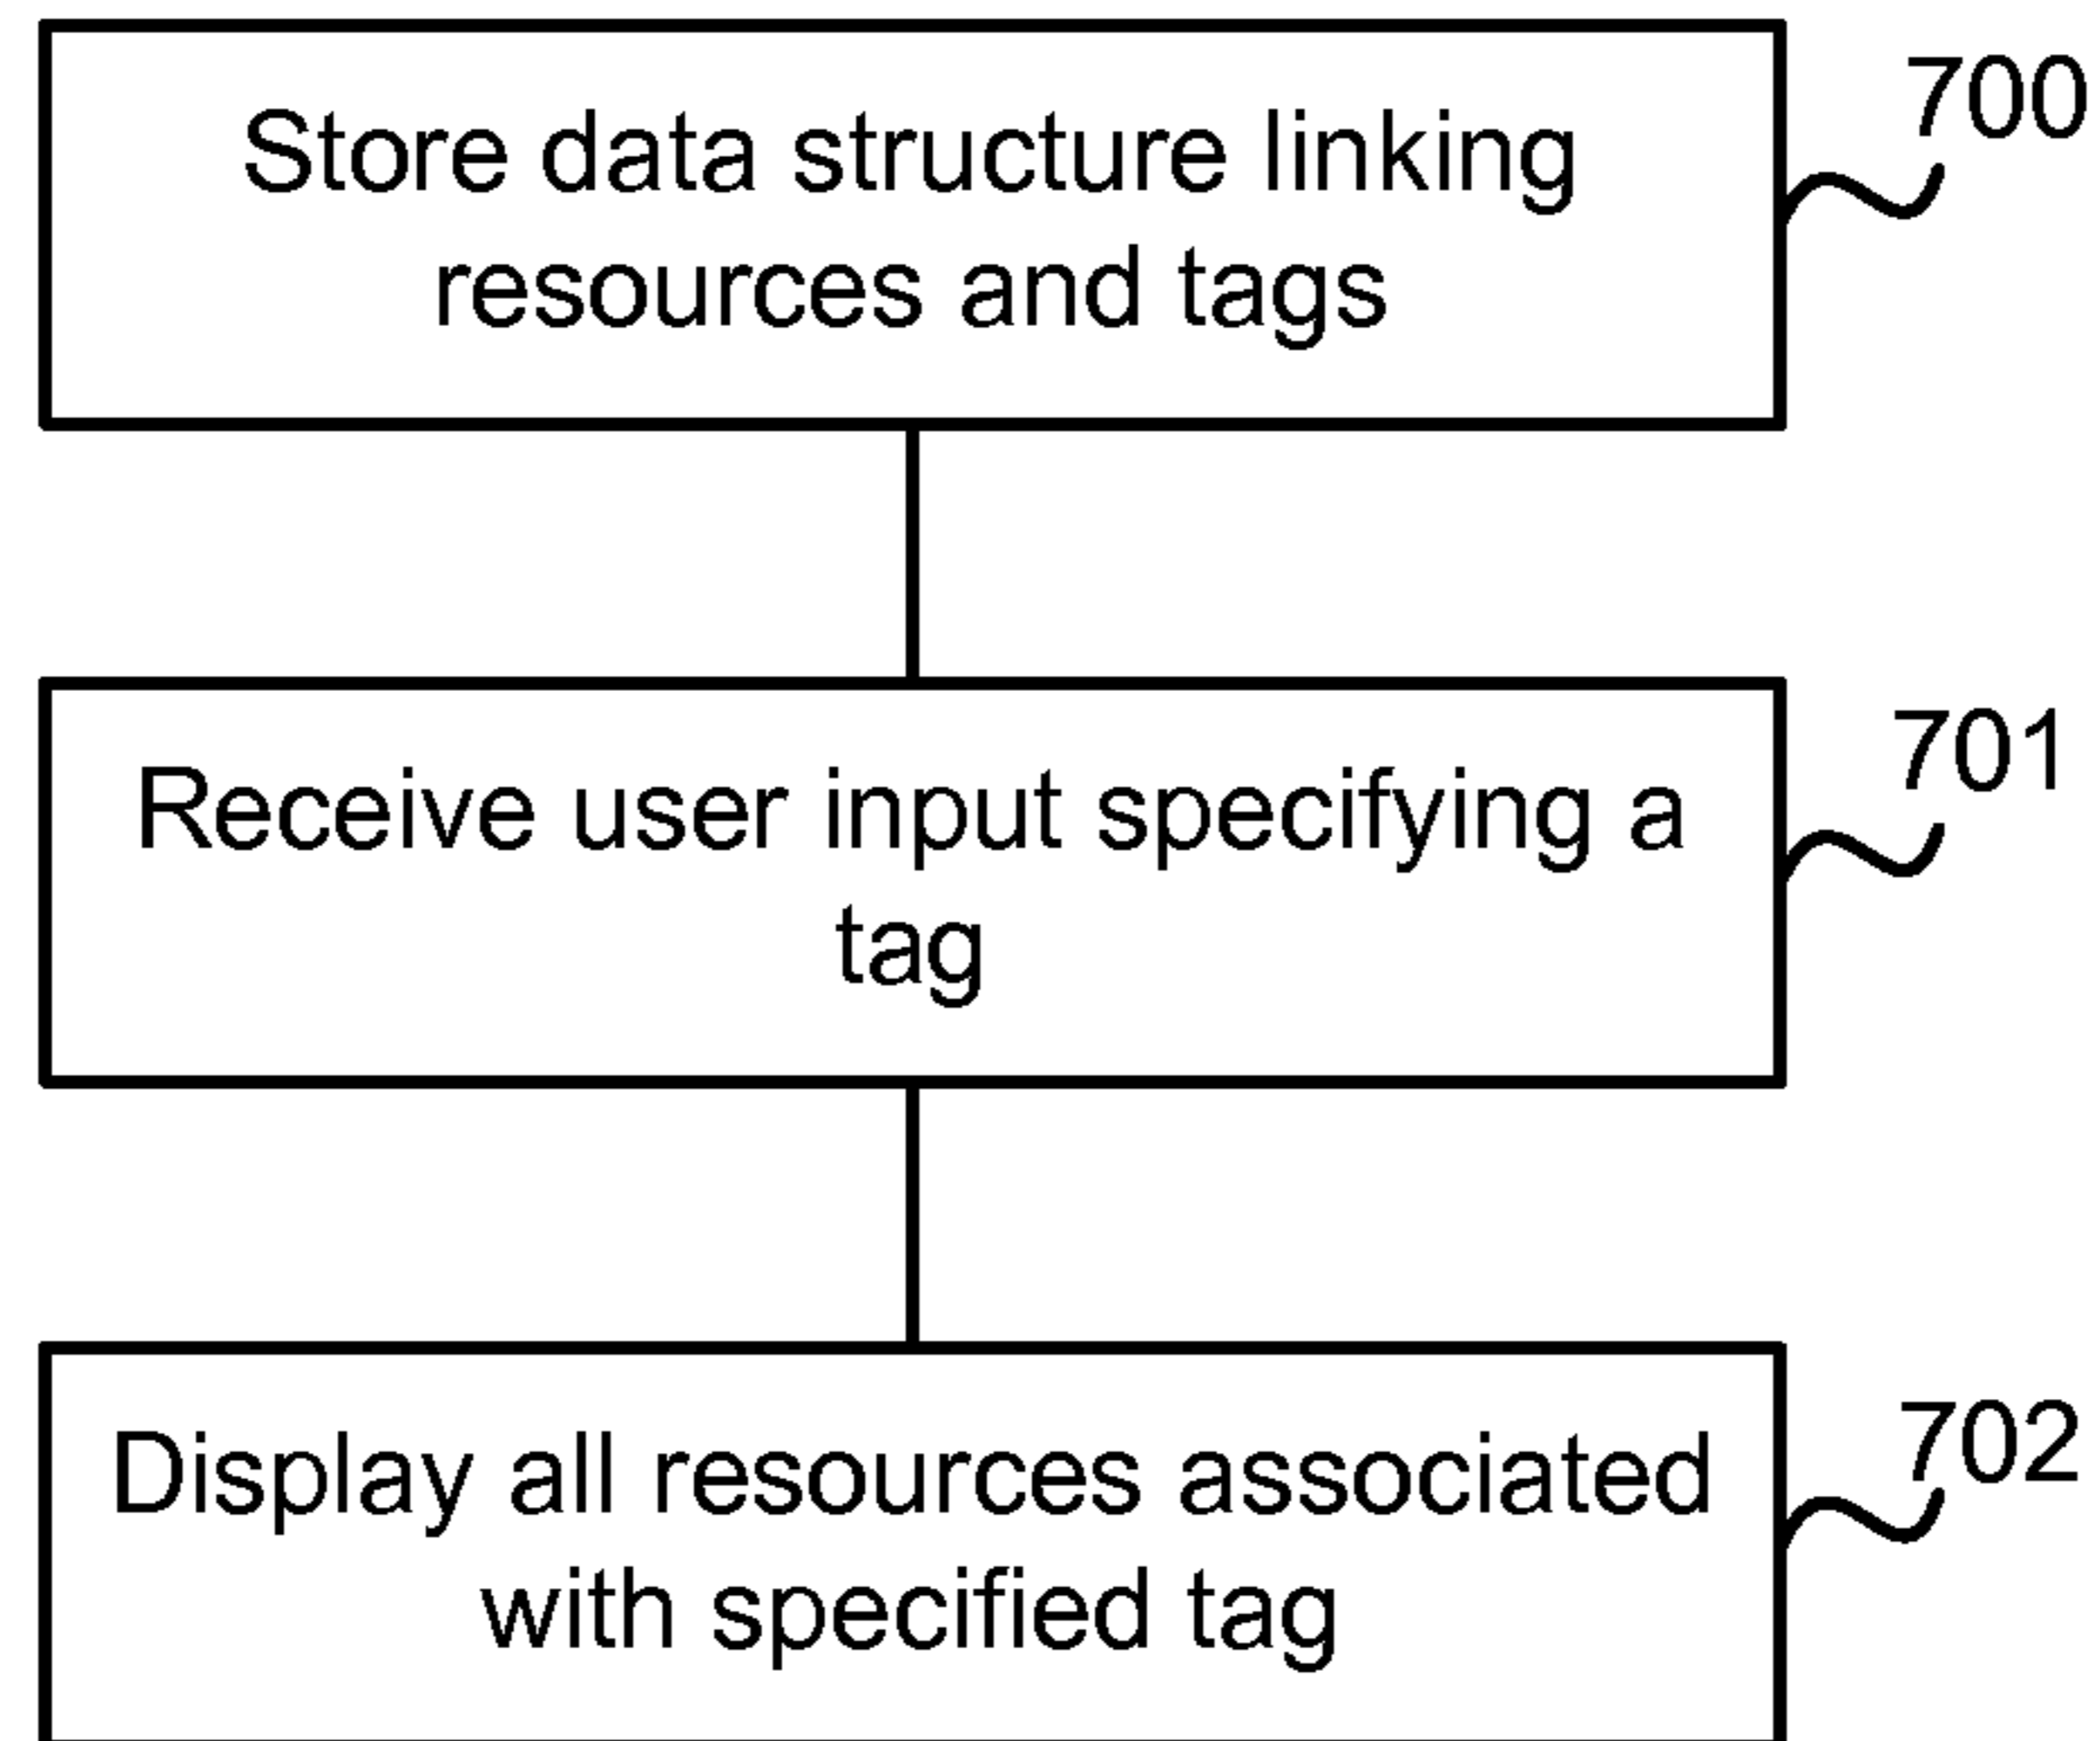 Store data structure linking
resources and tags
700
Receive user input specifying a
tag
701
Display all resources associated
with specified tag
702